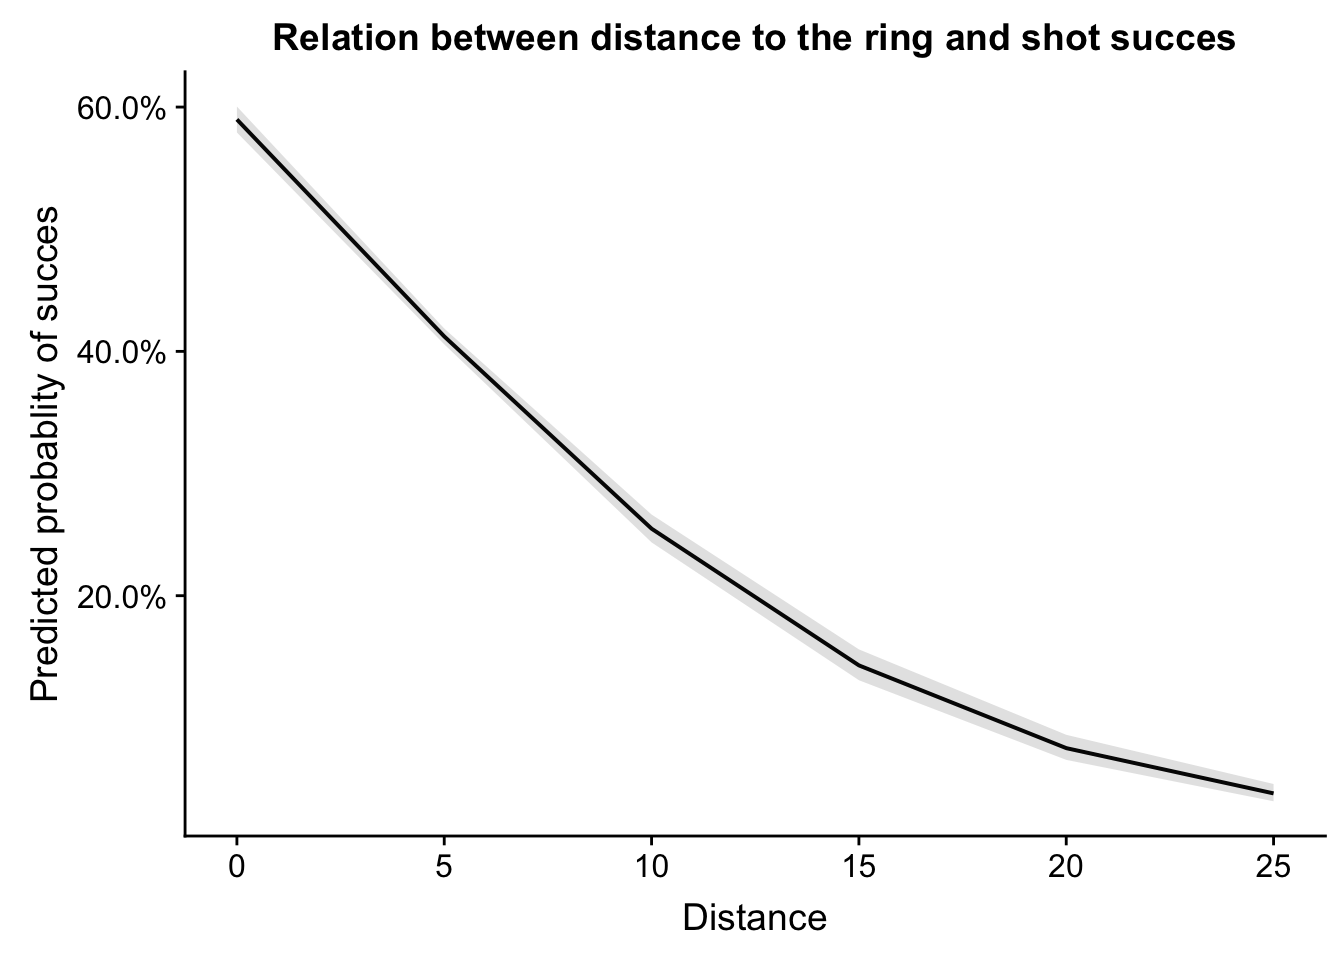 Relation between distance to the ring and shot succes
60.0%
40.0%
20.0%
Predicted probablity of succes
0 5 10 15 20 25
Distance